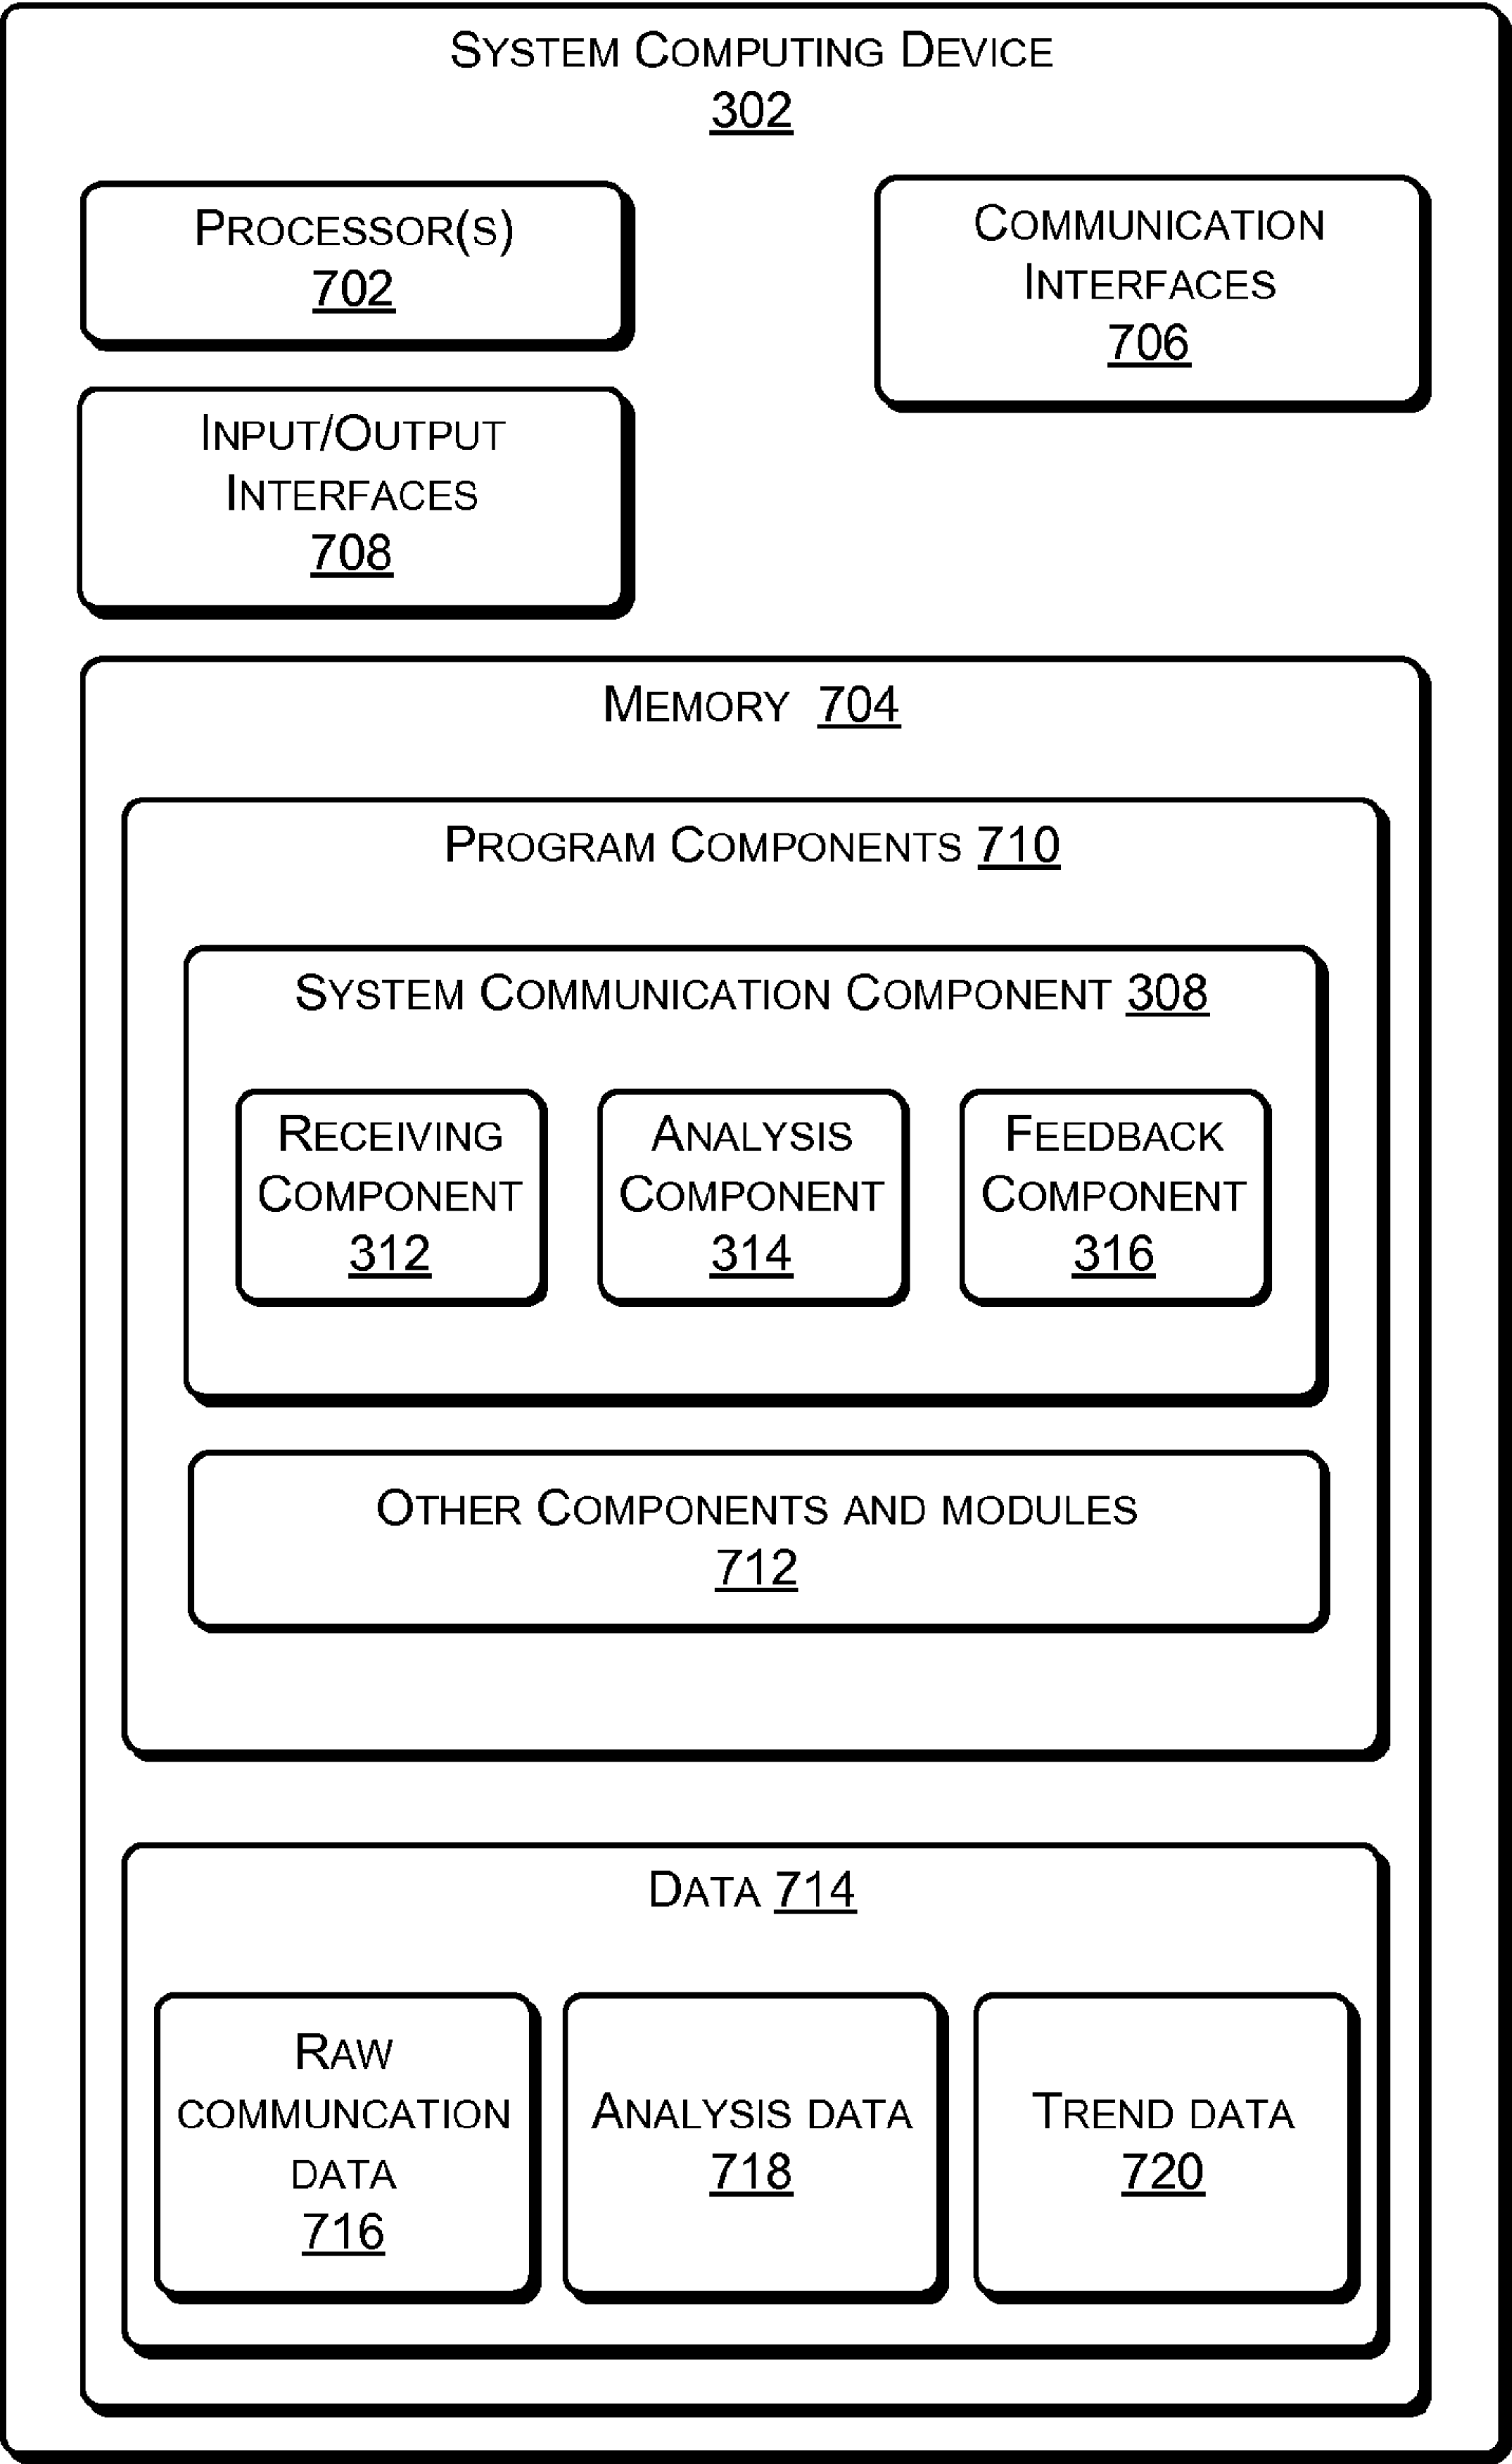 SYSTEM COMPUTING DEVICE
302
PROCESSOR(S)
702
COMMUNICATION
INTERFACES
706
INPUT/OUTPUT
INTERFACES
708
MEMORY 704
PROGRAM COMPONENTS 710
SYSTEM COMMUNICATION COMPONENT 308
RECEIVING
COMPONENT
312
ANALYSIS
COMPONENT
314
FEEDBACK
COMPONENT
316
OTHER COMPONENTS AND MODULES
712
DATA 714
RAW
COMMUNCATION
DATA
716
ANALYSIS DATA
718
TREND DATA
720